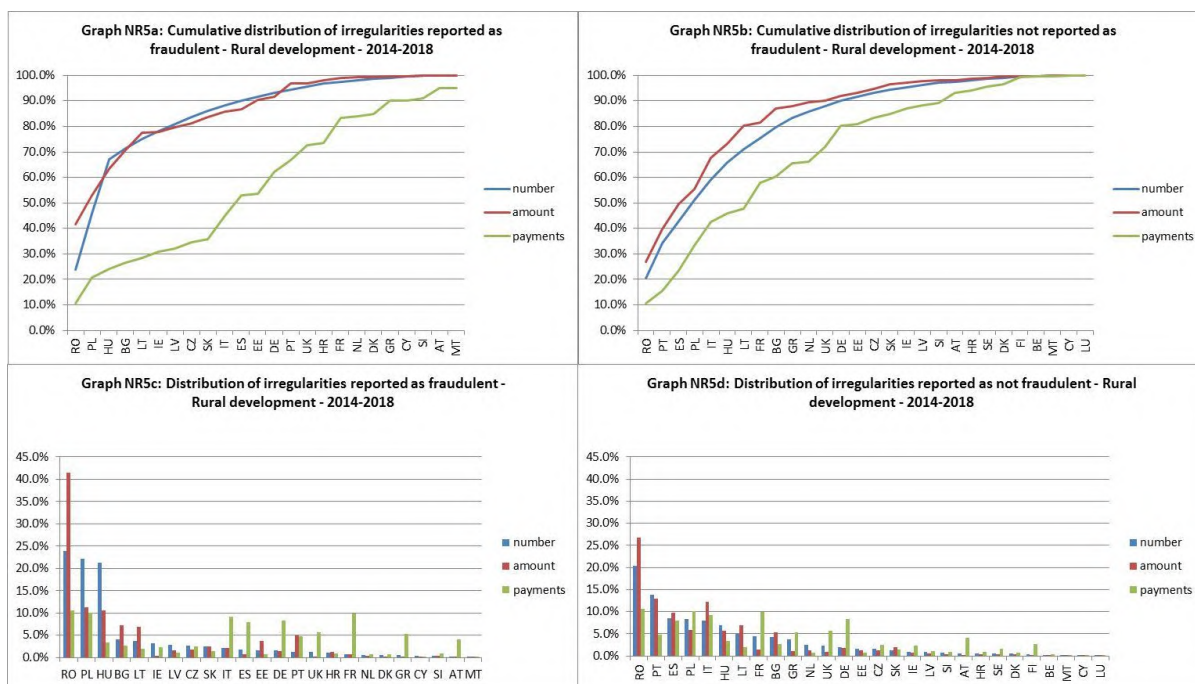 Graph NR5a: Cumulative distribution of irregularities reported as
fraudulent - Rural development - 2014-2018
100.0%
90.0%
80.0%
70.0%
60.0%
50.0%
40.0%
30.0%
20.0%
10.0%
0.0%
RO PL HU BG LT IE LV CZ SK IT ES EE DE PT UK HR FR NL DK GR CY SI AT MT
number
amount
payments
Graph NR5b: Cumulative distribution of irregularities not reported as
fraudulent - Rural development - 2014-2018
100.0%
90.0%
80.0%
70.0%
60.0%
50.0%
40.0%
30.0%
20.0%
10.0%
0.0%
RO PT ES PL IT HU LT FR BG GR NL UK DE EE CZ SK IE LV SI AT HR SE DK FI BE MT CY LU
number
amount
payments
Graph NR5c: Distribution of irregularities reported as fraudulent -
Rural development - 2014-2018
45.0%
40.0%
35.0%
30.0%
25.0%
20.0%
15.0%
10.0%
5.0%
0.0%
RO PL HU BG LT IE LV CZ SK IT ES EE DE PT UK HR FR NL DK GR CY SI AT MT
number
amount
payments
Graph NR5d: Distribution of irregularities reported as not fraudulent - Rural
development - 2014-2018
45.0%
40.0%
35.0%
30.0%
25.0%
20.0%
15.0%
10.0%
5.0%
0.0%
RO PT ES PL IT HU LT FR BG GR NL UK DE EE CZ SK IE LV SI AT HR SE DK FI BE MT CY LU
number
amount
payments